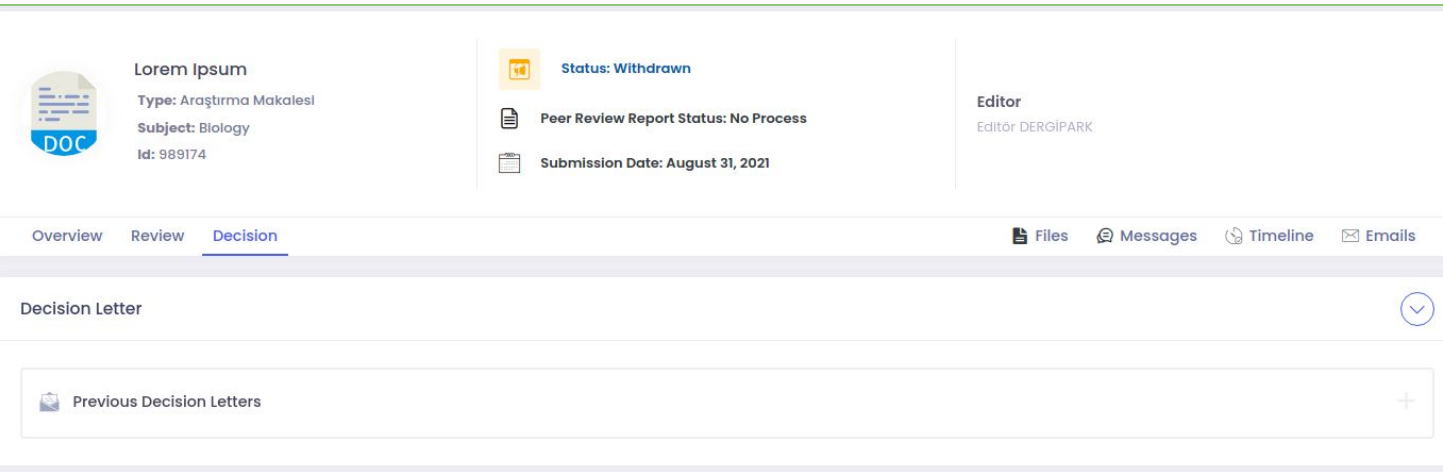 Lorem Ipsum
Type: Araştırma Makalesi
Subject: Biology
Id: 989174
DOC
Status: Withdrawn
Peer Review Report Status: No Process
Submission Date: August 31, 2021
Editor
Editör DERGİPARK
Overview Review Decision Files Messages Timeline Emails
Decision Letter
Previous Decision Letters